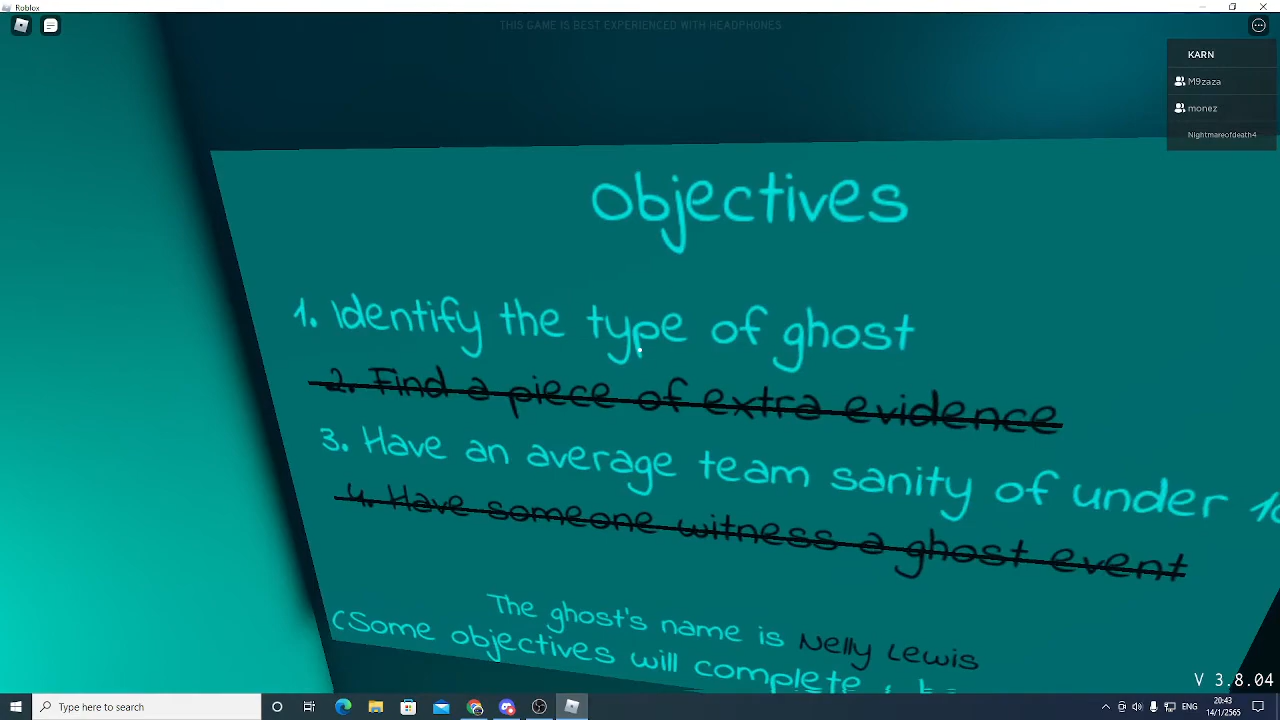 Roblox
THIS GAME IS BEST EXPERIENCED WITH HEADPHONES
KARN
M9zaza
monez
Nightmareofdeath4
Objectives
1. Identify the type of ghost
2. Find a piece of extra evidence
3. Have an average team sanity of under
4. Have someone witness a ghost event
The ghost's name is Nelly Lewis
(Some objectives will complete
V 3.8.04
Type here to search
ENG
20:43
14/1/2565